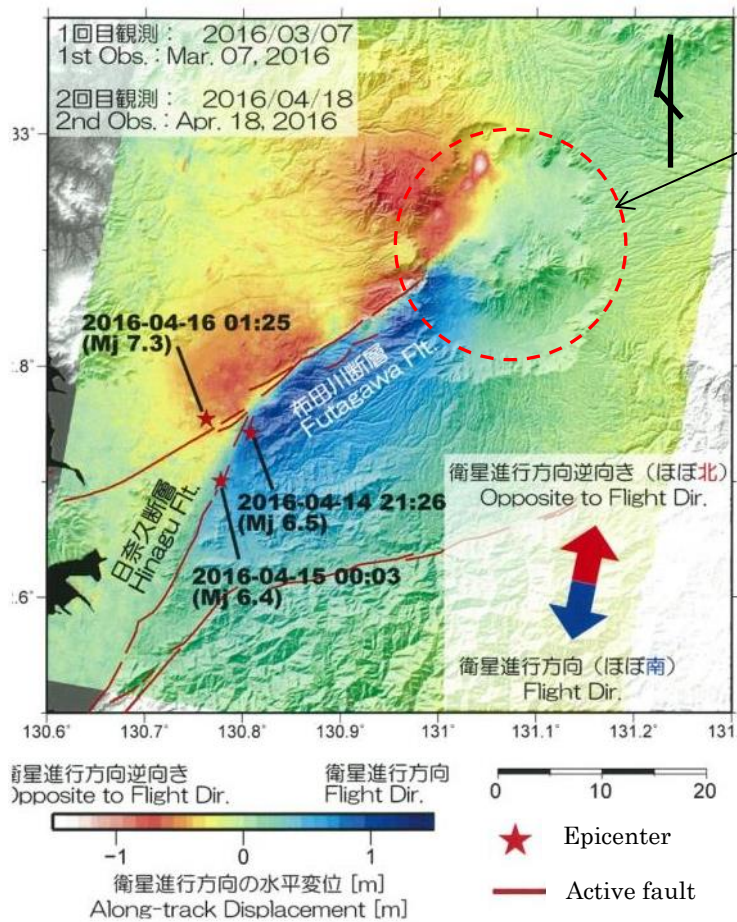 1回目観測： 2016/03/07
1st Obs.: Mar. 07, 2016
2回目観測： 2016/04/18
2nd Obs.: Apr. 18, 2016
33°
2016-04-16 01:25
(Mj 7.3)
.8°
布田川断層
Futagawa Flt.
衛星進行方向逆向き（ほぼ北）
Opposite to Flight Dir.
日奈久断層
Hinagu Flt.
2016-04-14 21:26
(Mj 6.5)
2016-04-15 00:03
(Mj 6.4)
.6°
衛星進行方向（ほぼ南）
Flight Dir.
130.6° 130.7° 130.8° 130.9° 131° 131.1° 131.2° 131
衛星進行方向逆向き 衛星進行方向
Opposite to Flight Dir. Flight Dir.
−1 0 1
衛星進行方向の水平変位 [m]
Along-track Displacement [m]
0 10 20
Epicenter
Active fault